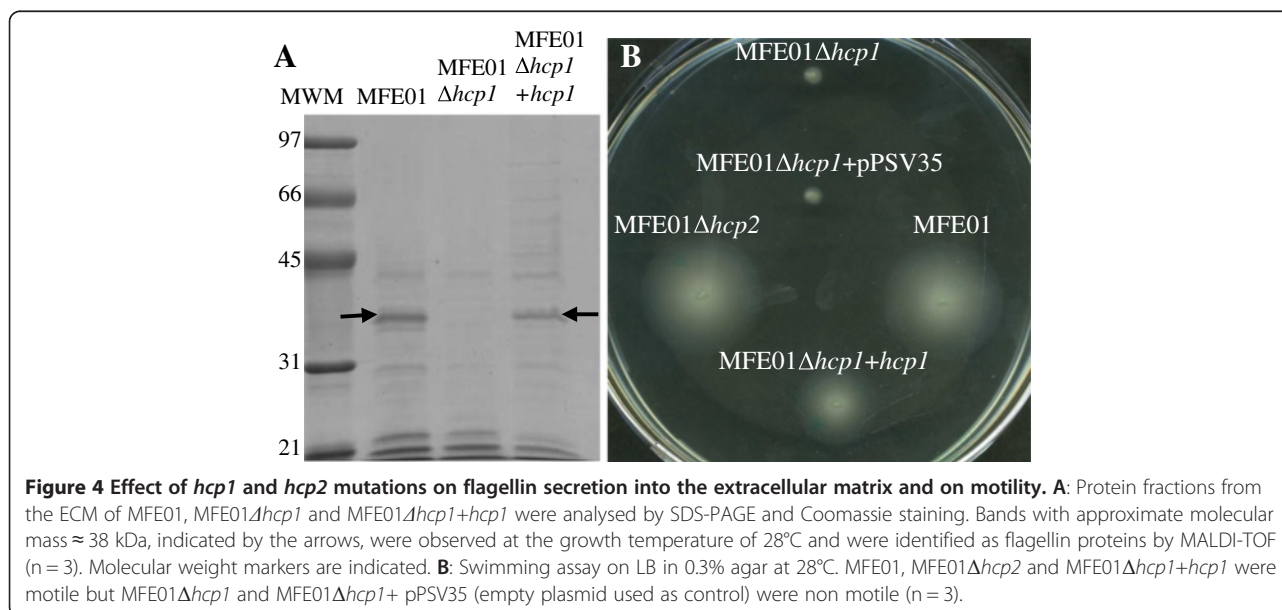 A
MWM
MFE01
MFE01
Δhcp1
MFE01
Δhcp1
+hcp1
97
66
45
31
21
B
MFE01Δhcp1
MFE01Δhcp1+pPSV35
MFE01Δhcp2
MFE01
MFE01Δhcp1+hcp1
Figure 4 Effect of hcp1 and hcp2 mutations on flagellin secretion into the extracellular matrix and on motility. A: Protein fractions from
the ECM of MFE01, MFE01Δhcp1 and MFE01Δhcp1+hcp1 were analysed by SDS-PAGE and Coomassie staining. Bands with approximate molecular
mass ≈ 38 kDa, indicated by the arrows, were observed at the growth temperature of 28°C and were identified as flagellin proteins by MALDI-TOF
(n = 3). Molecular weight markers are indicated. B: Swimming assay on LB in 0.3% agar at 28°C. MFE01, MFE01Δhcp2 and MFE01Δhcp1+hcp1 were
motile but MFE01Δhcp1 and MFE01Δhcp1+ pPSV35 (empty plasmid used as control) were non motile (n = 3).